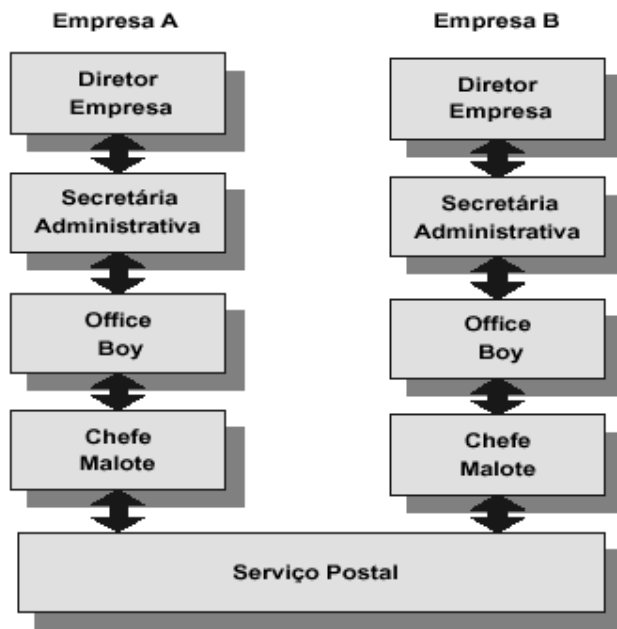 Empresa A
Diretor
Empresa
Secretária
Administrativa
Office
Boy
Chefe
Malote
Empresa B
Diretor
Empresa
Secretária
Administrativa
Office
Boy
Chefe
Malote
Serviço Postal